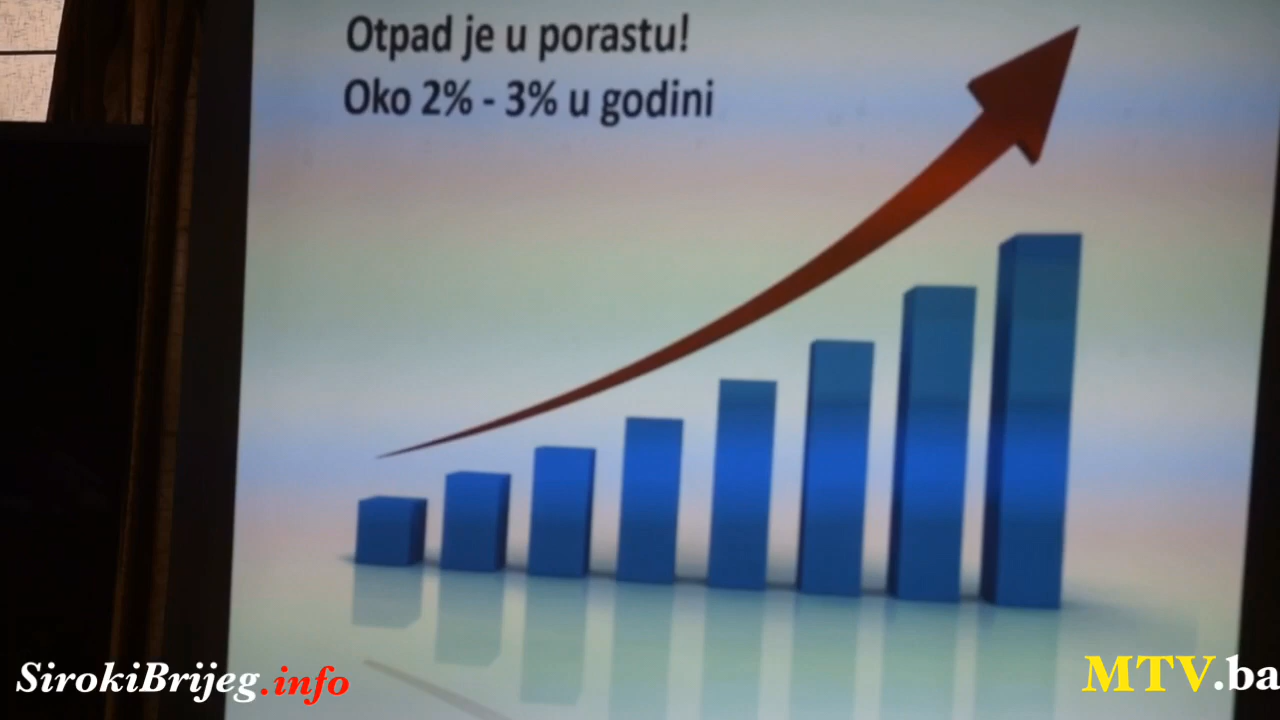 Otpad je u porastu!
Oko 2% - 3% u godini
SirokiBrijeg.info
MTV.ba